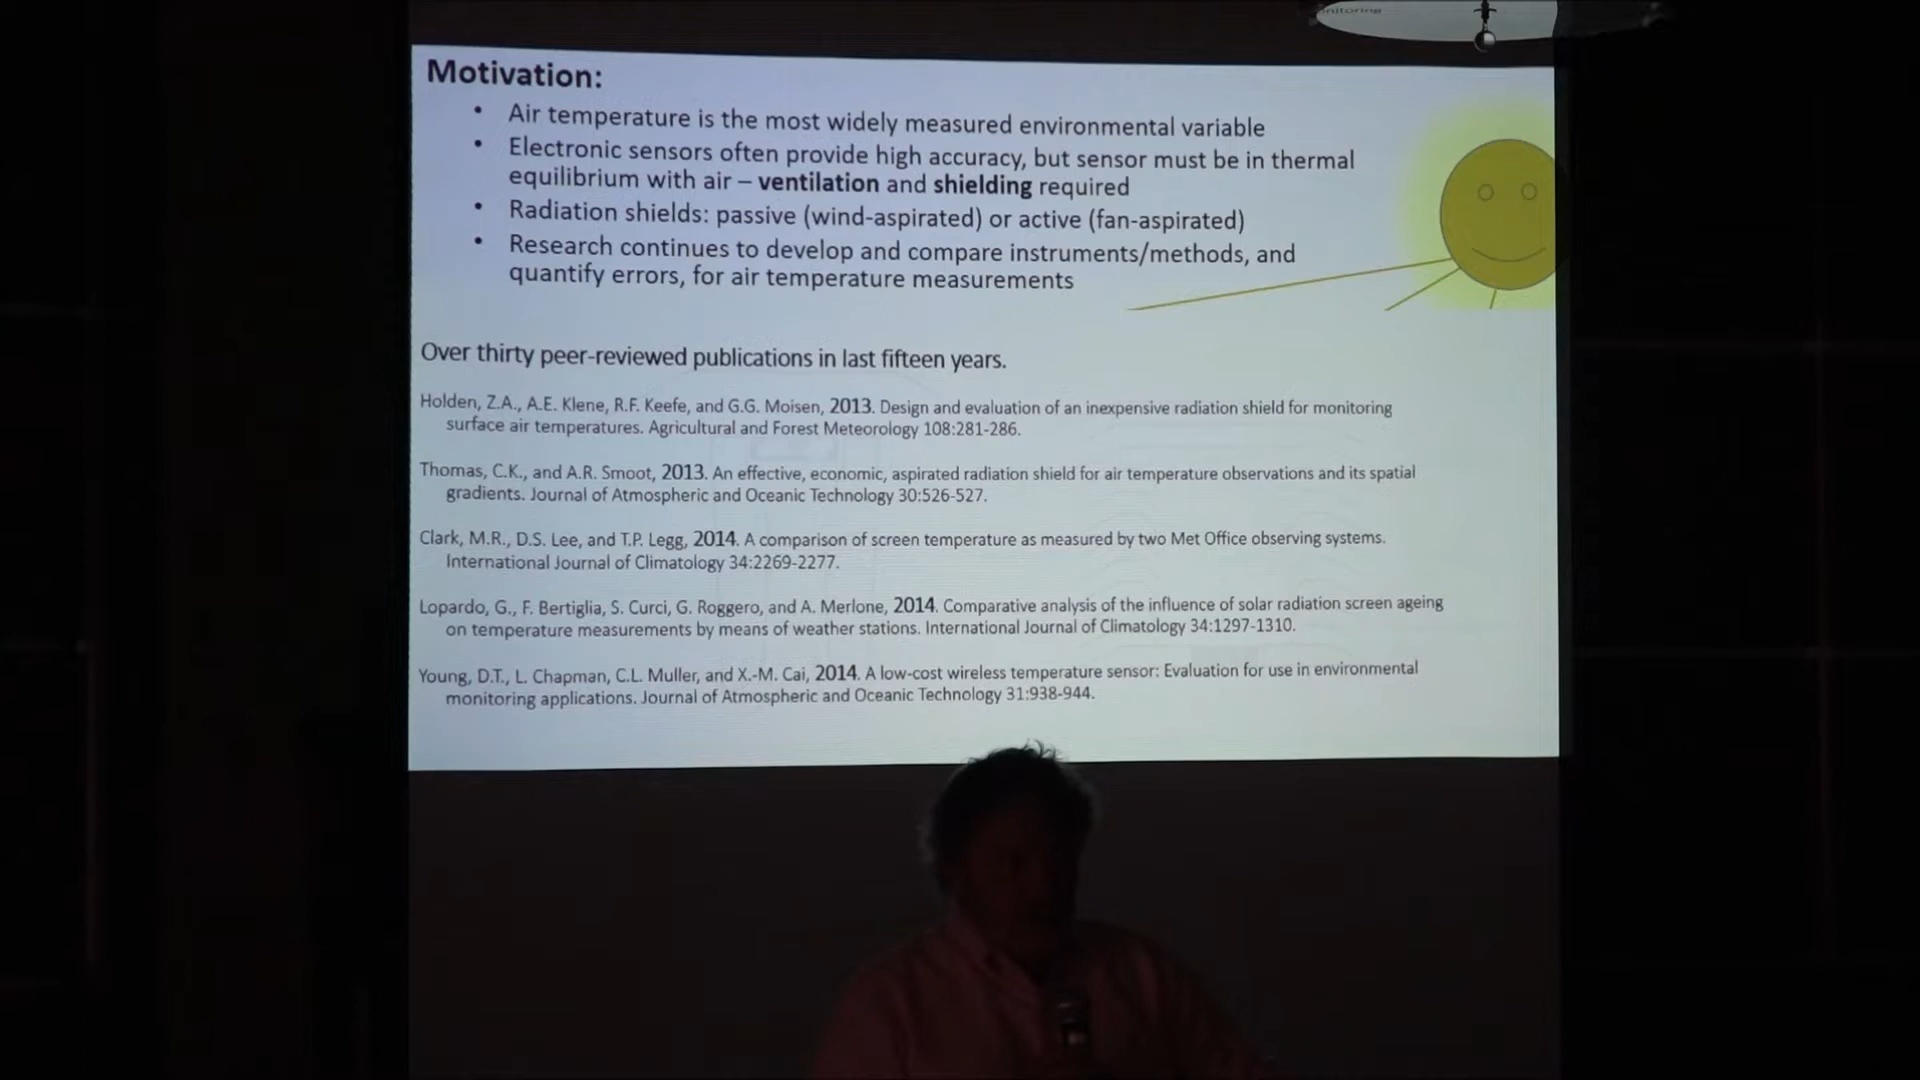 nitoring
Motivation:
• Air temperature is the most widely measured environmental variable
• Electronic sensors often provide high accuracy, but sensor must be in thermal
equilibrium with air – ventilation and shielding required
• Radiation shields: passive (wind-aspirated) or active (fan-aspirated)
• Research continues to develop and compare instruments/methods, and
quantify errors, for air temperature measurements
Over thirty peer-reviewed publications in last fifteen years.
Holden, Z.A., A.E. Klene, R.F. Keefe, and G.G. Moisen, 2013. Design and evaluation of an inexpensive radiation shield for monitoring
surface air temperatures. Agricultural and Forest Meteorology 108:281-286.
Thomas, C.K., and A.R. Smoot, 2013. An effective, economic, aspirated radiation shield for air temperature observations and its spatial
gradients. Journal of Atmospheric and Oceanic Technology 30:526-527.
Clark, M.R., D.S. Lee, and T.P. Legg, 2014. A comparison of screen temperature as measured by two Met Office observing systems.
International Journal of Climatology 34:2269-2277.
Lopardo, G., F. Bertiglia, S. Curci, G. Roggero, and A. Merlone, 2014. Comparative analysis of the influence of solar radiation screen ageing
on temperature measurements by means of weather stations. International Journal of Climatology 34:1297-1310.
Young, D.T., L. Chapman, C.L. Muller, and X.-M. Cai, 2014. A low-cost wireless temperature sensor: Evaluation for use in environmental
monitoring applications. Journal of Atmospheric and Oceanic Technology 31:938-944.